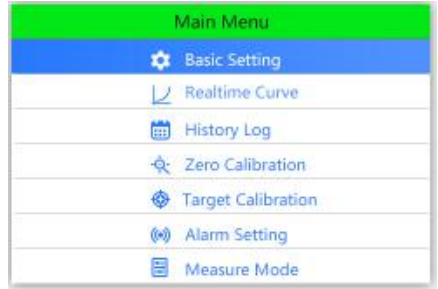 Main Menu
Basic Setting
Realtime Curve
History Log
Zero Calibration
Target Calibration
Alarm Setting
Measure Mode